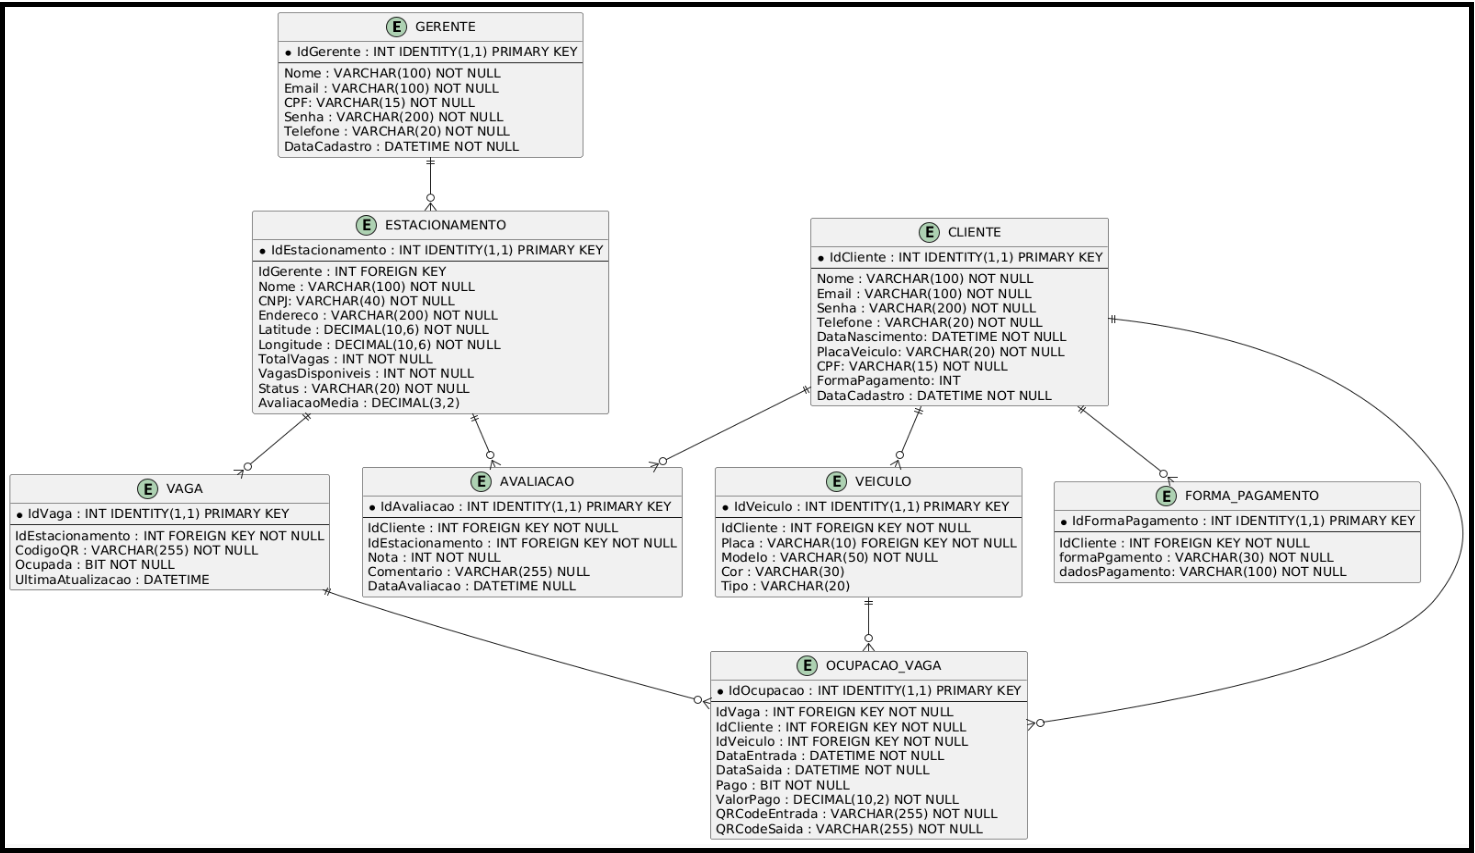 E GERENTE
• IdGerente : INT IDENTITY(1,1) PRIMARY KEY
Nome : VARCHAR(100) NOT NULL
Email : VARCHAR(100) NOT NULL
CPF: VARCHAR(15) NOT NULL
Senha : VARCHAR(200) NOT NULL
Telefone : VARCHAR(20) NOT NULL
DataCadastro : DATETIME NOT NULL
E ESTACIONAMENTO
• IdEstacionamento : INT IDENTITY(1,1) PRIMARY KEY
IdGerente : INT FOREIGN KEY
Nome : VARCHAR(100) NOT NULL
CNPJ: VARCHAR(40) NOT NULL
Endereco : VARCHAR(200) NOT NULL
Latitude : DECIMAL(10,6) NOT NULL
Longitude : DECIMAL(10,6) NOT NULL
TotalVagas : INT NOT NULL
VagasDisponiveis : INT NOT NULL
Status : VARCHAR(20) NOT NULL
AvaliacaoMedia : DECIMAL(3,2)
E CLIENTE
• IdCliente : INT IDENTITY(1,1) PRIMARY KEY
Nome : VARCHAR(100) NOT NULL
Email : VARCHAR(100) NOT NULL
Senha : VARCHAR(200) NOT NULL
Telefone : VARCHAR(20) NOT NULL
DataNascimento: DATETIME NOT NULL
PlacaVeiculo: VARCHAR(20) NOT NULL
CPF: VARCHAR(15) NOT NULL
FormaPagamento: INT
DataCadastro : DATETIME NOT NULL
E VAGA
• IdVaga : INT IDENTITY(1,1) PRIMARY KEY
IdEstacionamento : INT FOREIGN KEY NOT NULL
CodigoQR : VARCHAR(255) NOT NULL
Ocupada : BIT NOT NULL
UltimaAtualizacao : DATETIME
E AVALIACAO
• IdAvaliacao : INT IDENTITY(1,1) PRIMARY KEY
IdCliente : INT FOREIGN KEY NOT NULL
IdEstacionamento : INT FOREIGN KEY NOT NULL
Nota : INT NOT NULL
Comentario : VARCHAR(255) NULL
DataAvaliacao : DATETIME NULL
E VEICULO
• IdVeiculo : INT IDENTITY(1,1) PRIMARY KEY
IdCliente : INT FOREIGN KEY NOT NULL
Placa : VARCHAR(10) FOREIGN KEY NOT NULL
Modelo : VARCHAR(50) NOT NULL
Cor : VARCHAR(30)
Tipo : VARCHAR(20)
E FORMA_PAGAMENTO
• IdFormaPagamento : INT IDENTITY(1,1) PRIMARY KEY
IdCliente : INT FOREIGN KEY NOT NULL
formaPagamento : VARCHAR(30) NOT NULL
dadosPagamento: VARCHAR(100) NOT NULL
E OCUPACAO_VAGA
• IdOcupacao : INT IDENTITY(1,1) PRIMARY KEY
IdVaga : INT FOREIGN KEY NOT NULL
IdCliente : INT FOREIGN KEY NOT NULL
IdVeiculo : INT FOREIGN KEY NOT NULL
DataEntrada : DATETIME NOT NULL
DataSaida : DATETIME NOT NULL
Pago : BIT NOT NULL
ValorPago : DECIMAL(10,2) NOT NULL
QRCodeEntrada : VARCHAR(255) NOT NULL
QRCodeSaida : VARCHAR(255) NOT NULL